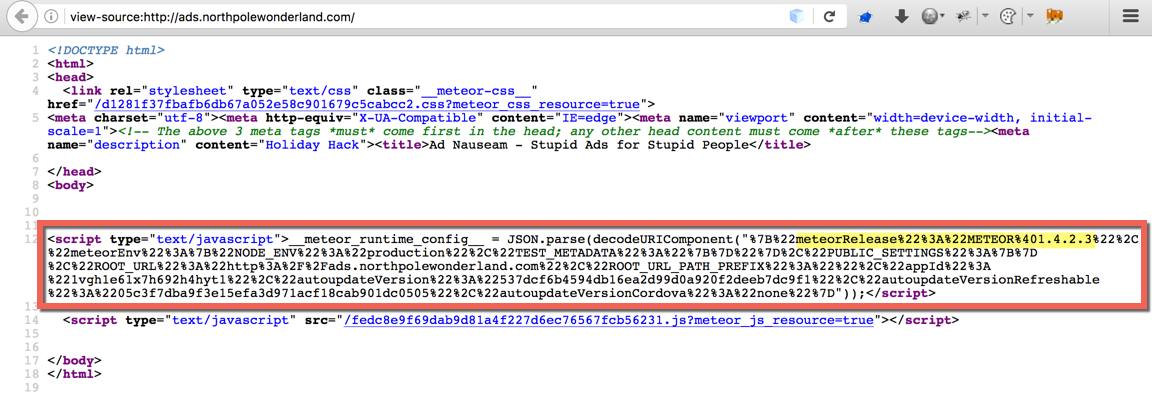 view-source:http://ads.northpolewonderland.com/
1 <!DOCTYPE html>
2 <html>
3 <head>
4 <link rel="stylesheet" type="text/css" class="__meteor-css__"
href="/d1281f37fbafb6db67a052e58c901679c5cabcc2.css?meteor_css_resource=true">
5 <meta charset="utf-8"><meta http-equiv="X-UA-Compatible" content="IE=edge"><meta name="viewport" content="width=device-width, initial-
scale=1"><!-- The above 3 meta tags *must* come first in the head; any other head content must come *after* these tags--><meta
name="description" content="Holiday Hack"><title>Ad Nauseam - Stupid Ads for Stupid People</title>
6
7 </head>
8 <body>
9
10
11
12 <script type="text/javascript">__meteor_runtime_config__ = JSON.parse(decodeURIComponent("%7B%22meteorRelease%22%3A%22METEOR%401.4.2.3%22%2C
%22meteorEnv%22%3A%7B%22NODE_ENV%22%3A%22production%22%2C%22TEST_METADATA%22%3A%22%7B%7D%22%7D%2C%22PUBLIC_SETTINGS%22%3A%7B%7D
%2C%22ROOT_URL%22%3A%22http%3A%2F%2Fads.northpolewonderland.com%22%2C%22ROOT_URL_PATH_PREFIX%22%3A%22%22%2C%22appId%22%3A
%221vgh1e61x7h692h4hyt1%22%2C%22autoupdateVersion%22%3A%22537dcf6b4594db16ea2d99d0a920f2deeb7dc9f1%22%2C%22autoupdateVersionRefreshable
%22%3A%2205c3f7dba9f3e15efa3d971acf18cab901dc0505%22%2C%22autoupdateVersionCordova%22%3A%22none%22%7D"));</script>
13
14 <script type="text/javascript" src="/fedc8e9f69dab9d81a4f227d6ec76567fcb56231.js?meteor_js_resource=true"></script>
15
16
17 </body>
18 </html>
19